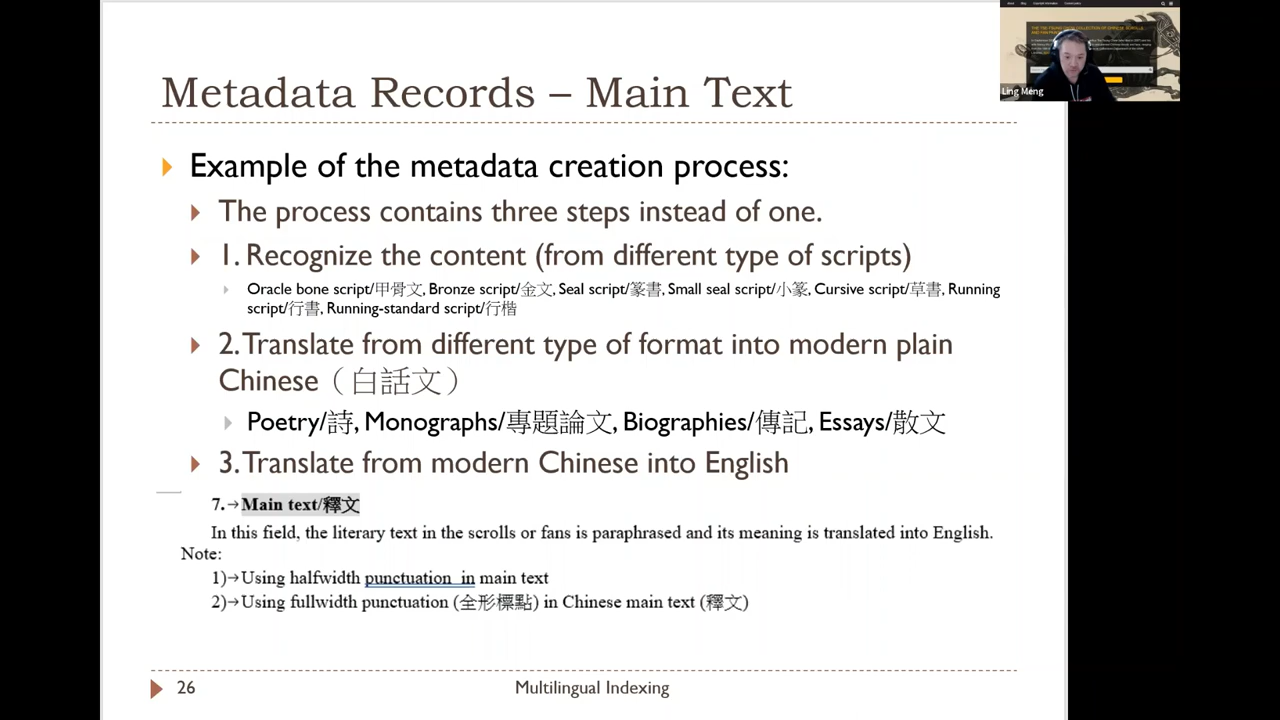 Metadata Records – Main Text
Example of the metadata creation process:
The process contains three steps instead of one.
1. Recognize the content (from different type of scripts)
Oracle bone script/甲骨文, Bronze script/金文, Seal script/篆書, Small seal script/小篆, Cursive script/草書, Running
script/行書, Running-standard script/行楷
2. Translate from different type of format into modern plain
Chinese（白話文）
Poetry/詩, Monographs/專題論文, Biographies/傳記, Essays/散文
3. Translate from modern Chinese into English
7.→Main text/釋文
In this field, the literary text in the scrolls or fans is paraphrased and its meaning is translated into English.
Note:
1)→Using halfwidth punctuation in main text
2)→Using fullwidth punctuation (全形標點) in Chinese main text (釋文)
26
Multilingual Indexing
Ling Meng